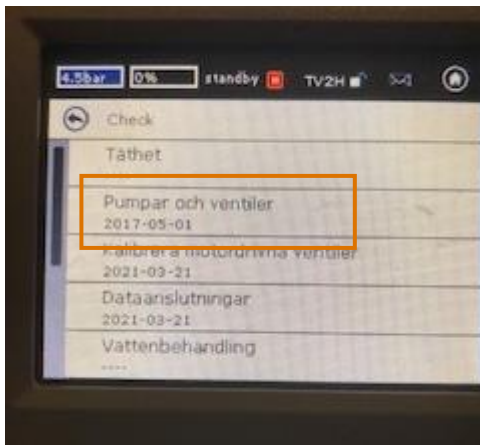 4.5bar 0% standby TV2H
Check
Täthet
Pumpar och ventiler
2017-05-01
Kalibrera motordrivna ventiler
2021-03-21
Dataanslutningar
2021-03-21
Vattenbehandling
----